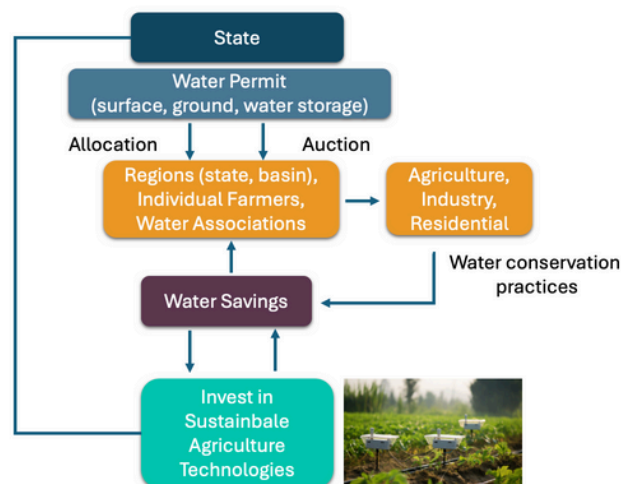 State
Water Permit
(surface, ground, water storage)
Allocation
Auction
Regions (state, basin),
Individual Farmers,
Water Associations
Agriculture,
Industry,
Residential
Water conservation
practices
Water Savings
Invest in
Sustainbale
Agriculture
Technologies